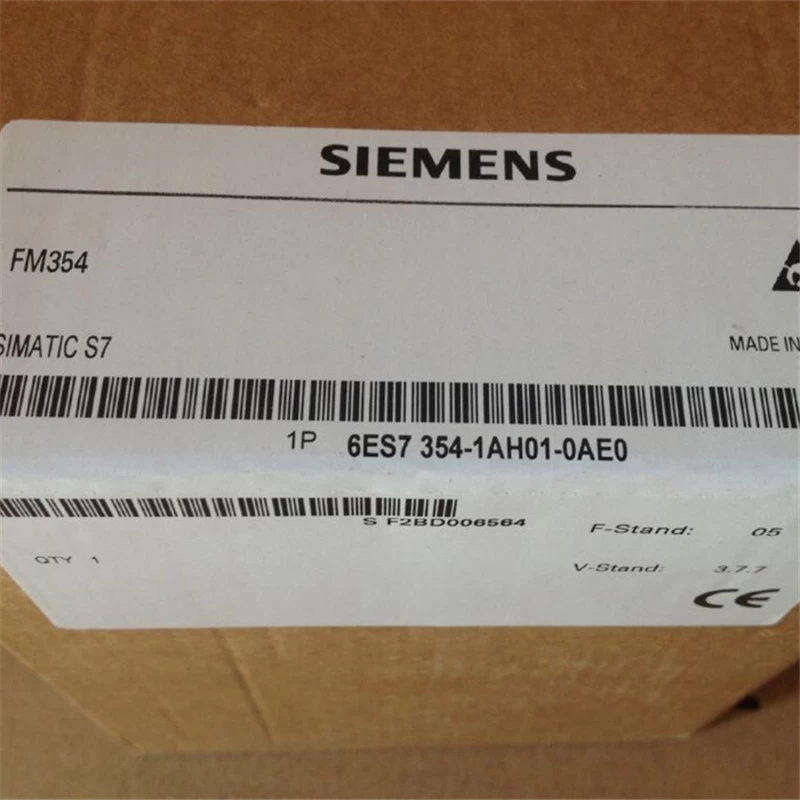 SIEMENS
FM354
SIMATIC S7
MADE IN
1P 6ES7 354-1AH01-0AE0
S F2BD006564
F-Stand: 05
QTY 1
V-Stand: 3.7.7
CE